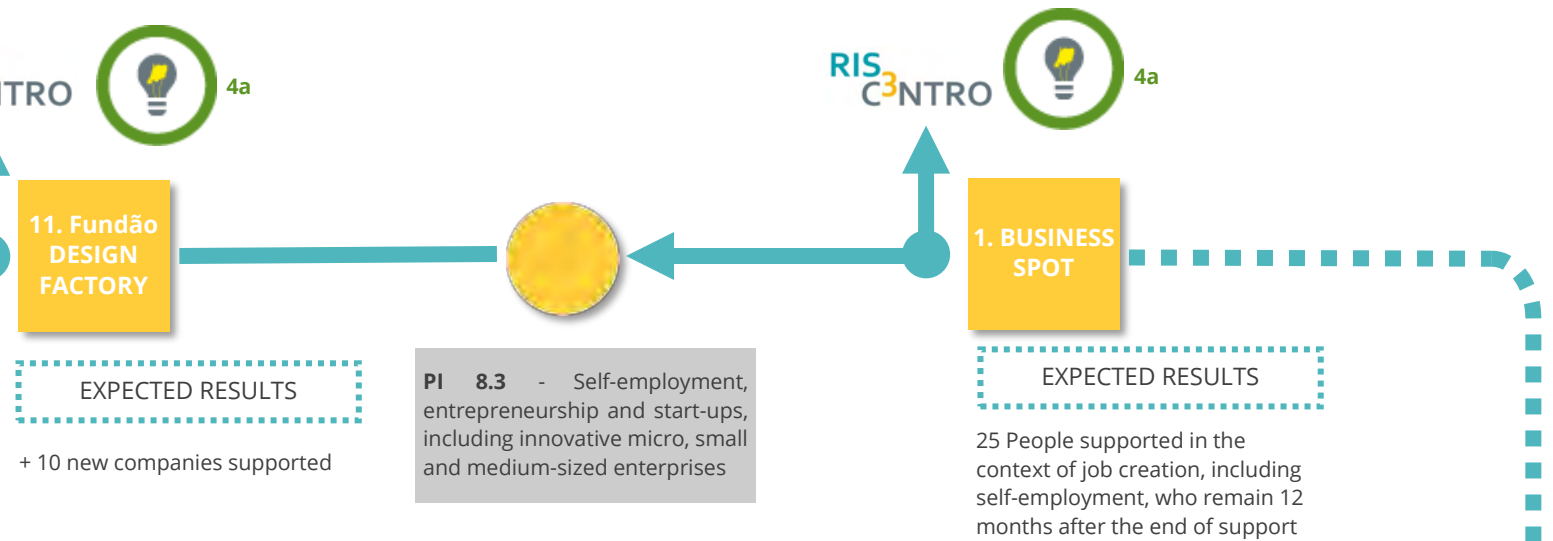 NTRO
4a
RIS
C3NTRO
4a
11. Fundão
DESIGN
FACTORY
1. BUSINESS
SPOT
EXPECTED RESULTS
+ 10 new companies supported
PI 8.3 - Self-employment,
entrepreneurship and start-ups,
including innovative micro, small
and medium-sized enterprises
EXPECTED RESULTS
25 People supported in the
context of job creation, including
self-employment, who remain 12
months after the end of support